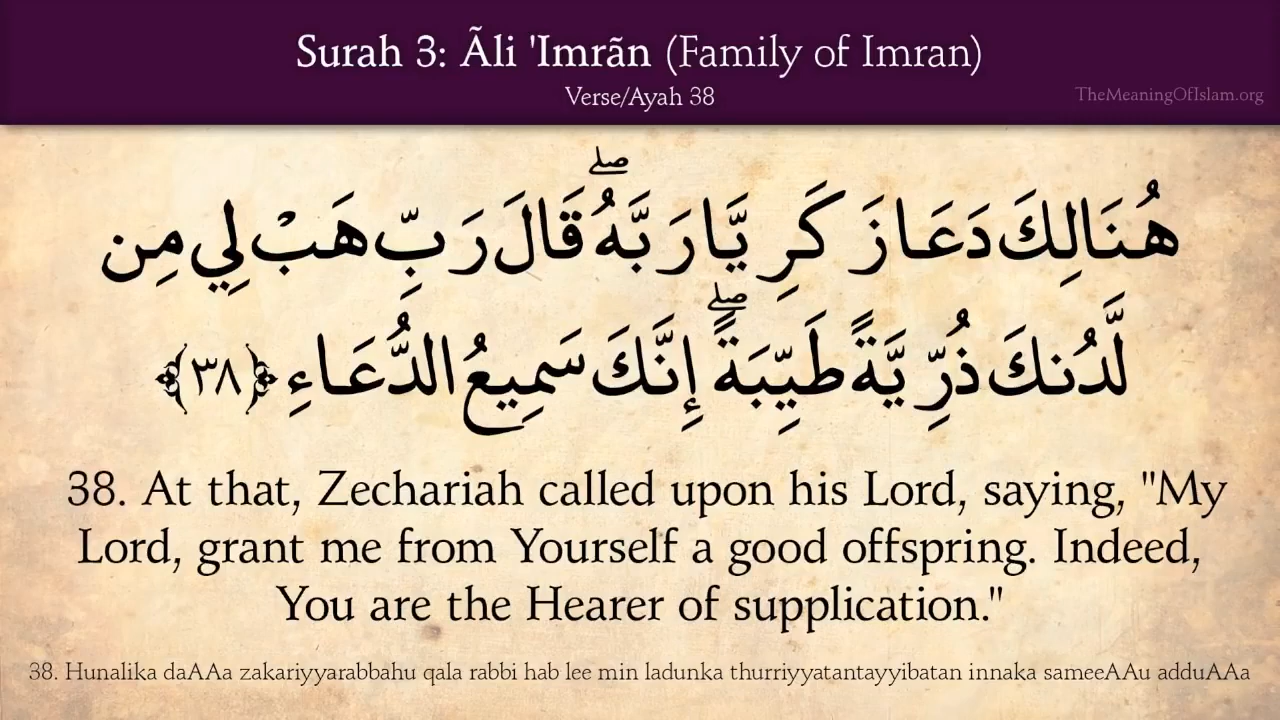 Surah 3: Ãli 'Imrãn (Family of Imran)
Verse/Ayah 38
TheMeaningOfIslam.org
هُنَالِكَ دَعَا زَكَرِيَّا رَبَّهُ ۖ قَالَ رَبِّ هَبْ لِي مِن
لَّدُنكَ ذُرِّيَّةً طَيِّبَةً ۖ إِنَّكَ سَمِيعُ الدُّعَاءِ ﴿٣٨﴾
38. At that, Zechariah called upon his Lord, saying, "My
Lord, grant me from Yourself a good offspring. Indeed,
You are the Hearer of supplication."
38. Hunalika daAAa zakariyyarabbahu qala rabbi hab lee min ladunka thurriyyatantayyibatan innaka sameeAAu adduAAa